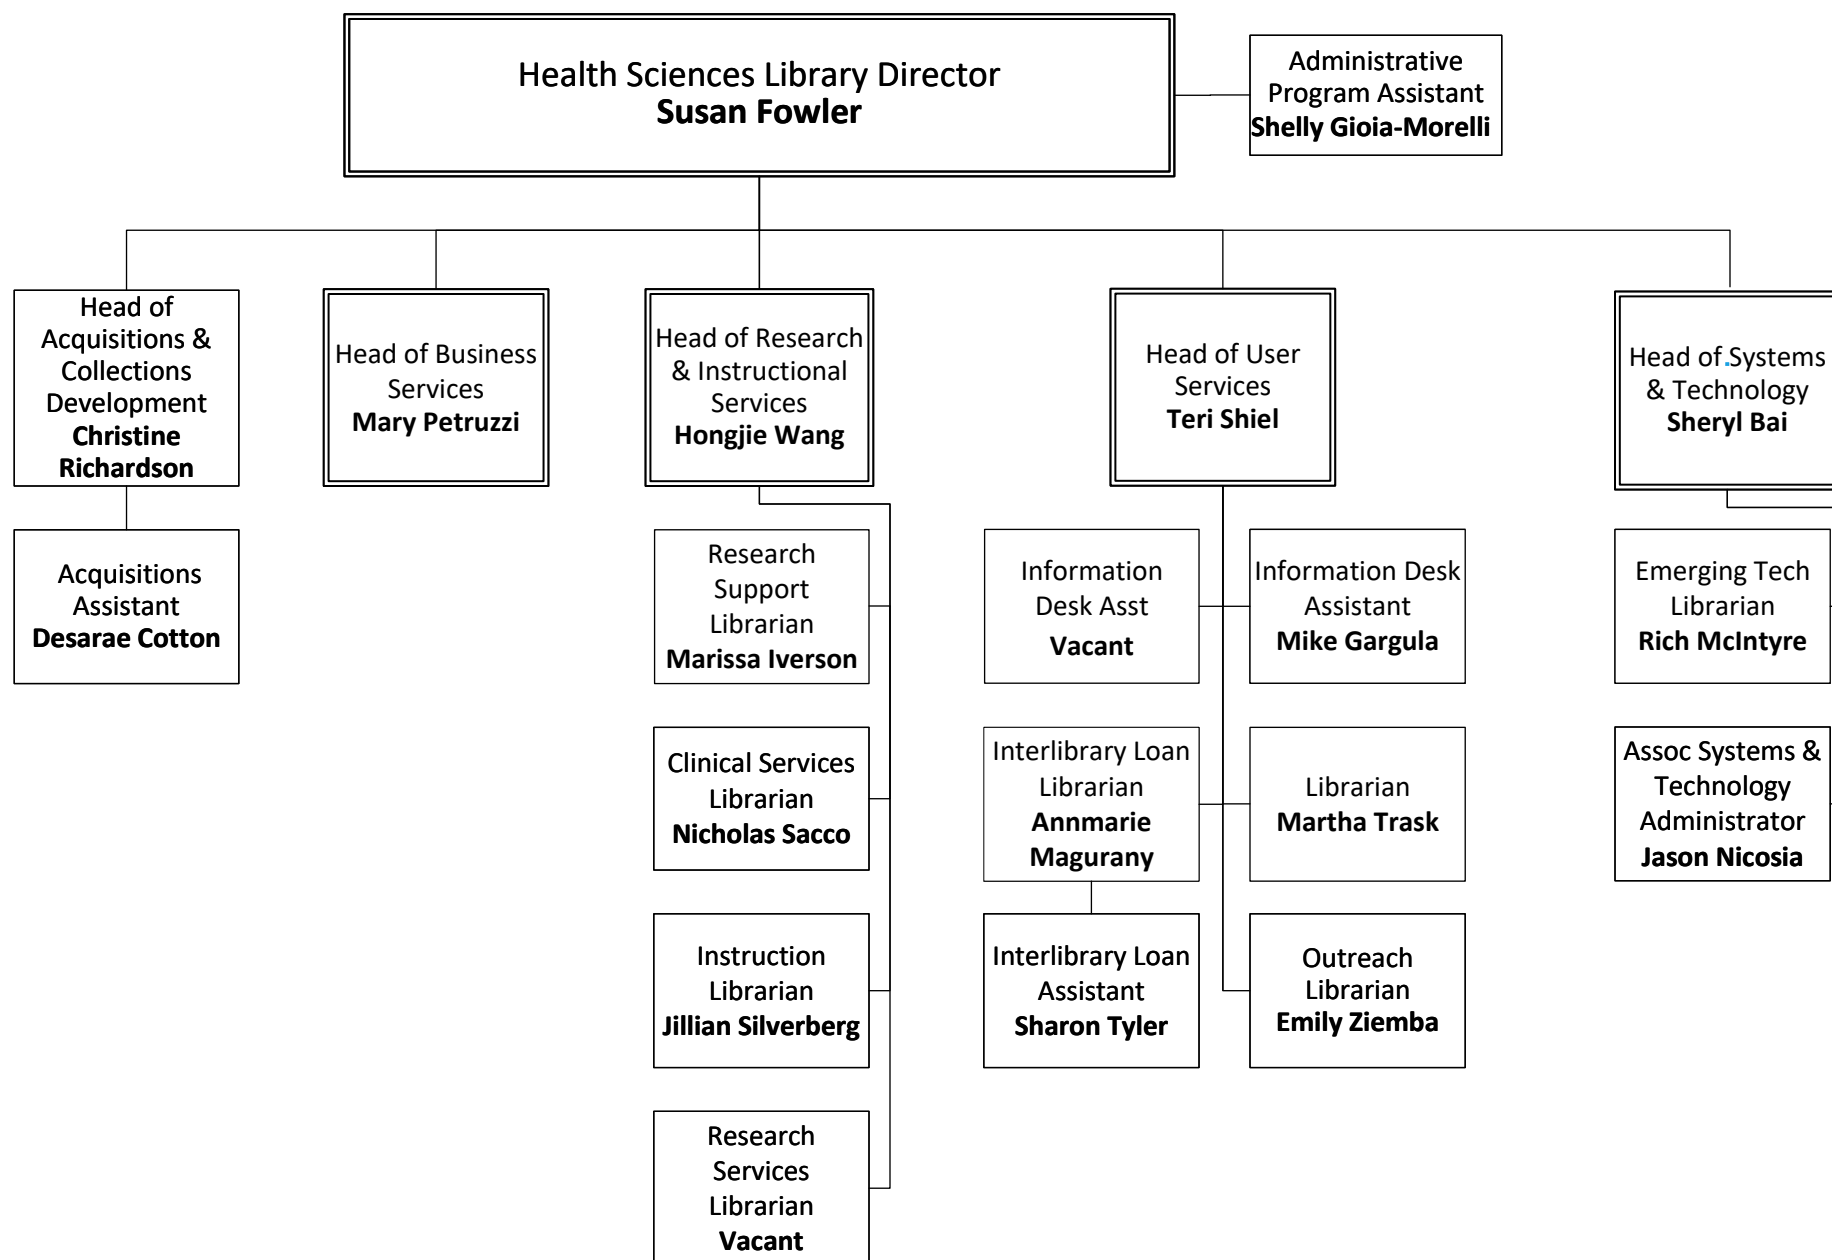 Health Sciences Library Director
Susan Fowler
Administrative
Program Assistant
Shelly Gioia-Morelli
Head of
Acquisitions &
Collections
Development
Christine
Richardson
Head of Business
Services
Mary Petruzzi
Head of Research
& Instructional
Services
Hongjie Wang
Head of User
Services
Teri Shiel
Head of.Systems
& Technology
Sheryl Bai
Acquisitions
Assistant
Desarae Cotton
Research
Support
Librarian
Marissa Iverson
Information
Desk Asst
Vacant
Information Desk
Assistant
Mike Gargula
Emerging Tech
Librarian
Rich McIntyre
Clinical Services
Librarian
Nicholas Sacco
Interlibrary Loan
Librarian
Annmarie
Magurany
Librarian
Martha Trask
Assoc Systems &
Technology
Administrator
Jason Nicosia
Instruction
Librarian
Jillian Silverberg
Interlibrary Loan
Assistant
Sharon Tyler
Outreach
Librarian
Emily Ziemba
Research
Services
Librarian
Vacant